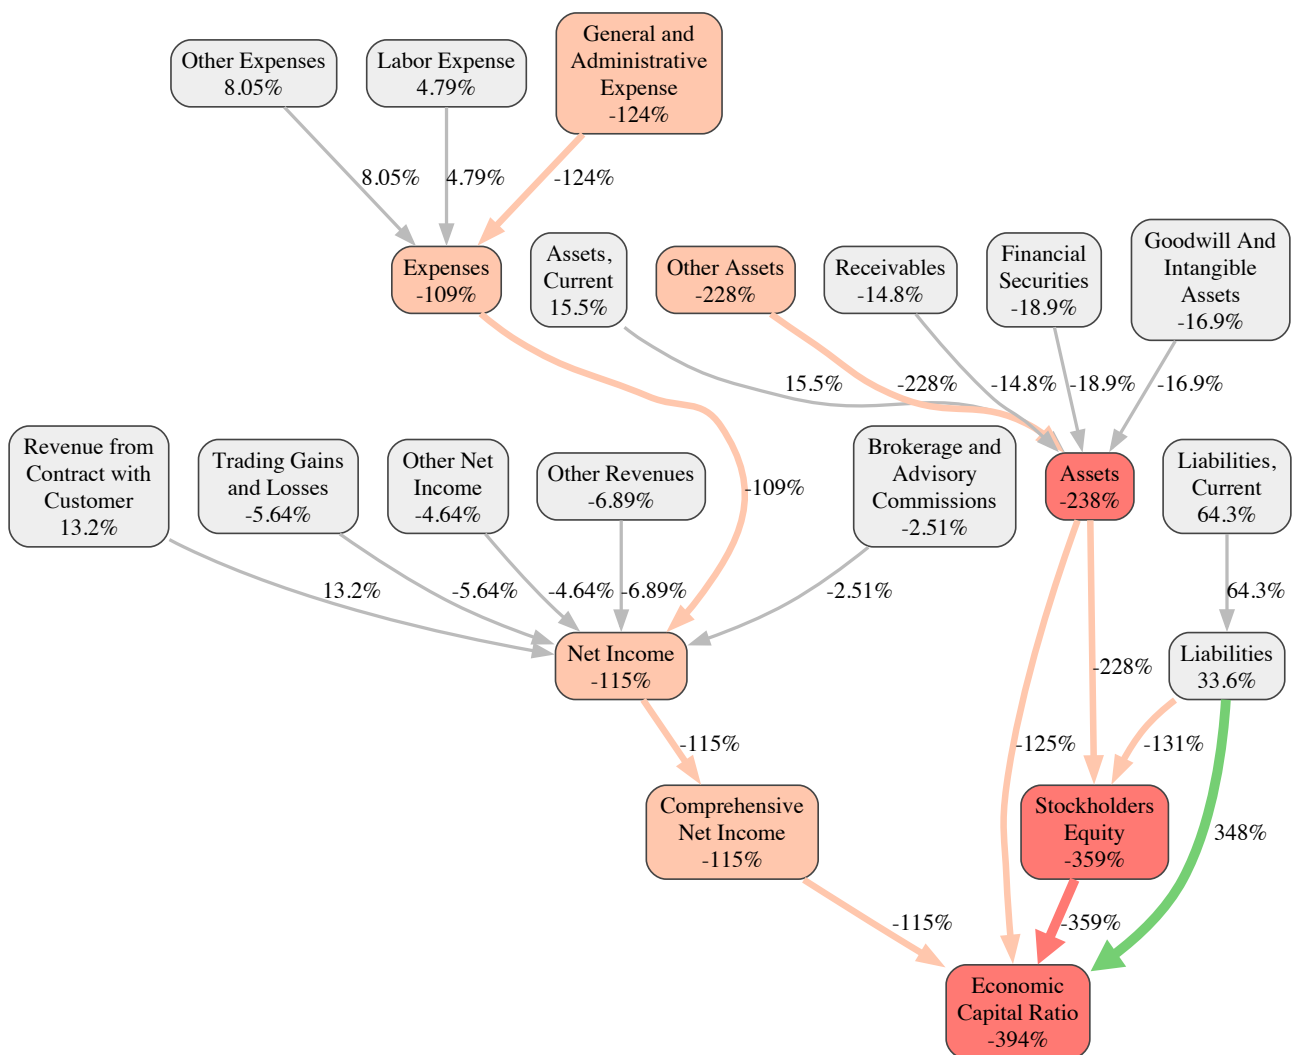 Other Expenses
8.05%
Labor Expense
4.79%
General and
Administrative
Expense
-124%
8.05%
4.79%
-124%
Expenses
-109%
Assets,
Current
15.5%
Other Assets
-228%
Receivables
-14.8%
Financial
Securities
-18.9%
Goodwill And
Intangible
Assets
-16.9%
15.5%
-228%
-14.8%
-18.9%
-16.9%
Revenue from
Contract with
Customer
13.2%
Trading Gains
and Losses
-5.64%
Other Net
Income
-4.64%
Other Revenues
-6.89%
-109%
Brokerage and
Advisory
Commissions
-2.51%
Assets
-238%
Liabilities,
Current
64.3%
13.2%
-5.64%
-4.64%
-6.89%
-2.51%
64.3%
Net Income
-115%
-228%
Liabilities
33.6%
-115%
-125%
-131%
Comprehensive
Net Income
-115%
Stockholders
Equity
-359%
348%
-115%
-359%
Economic
Capital Ratio
-394%